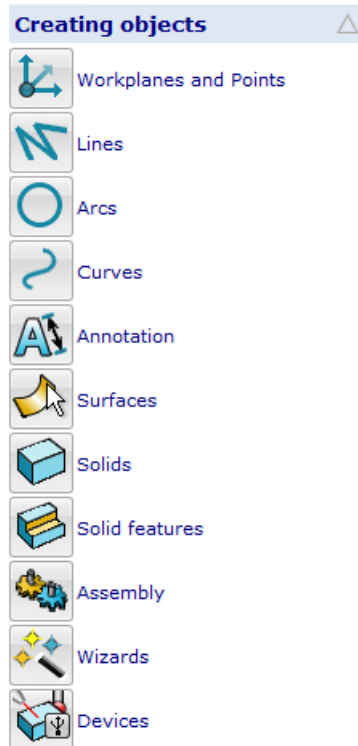 Creating objects
Workplanes and Points
Lines
Arcs
Curves
Annotation
Surfaces
Solids
Solid features
Assembly
Wizards
Devices